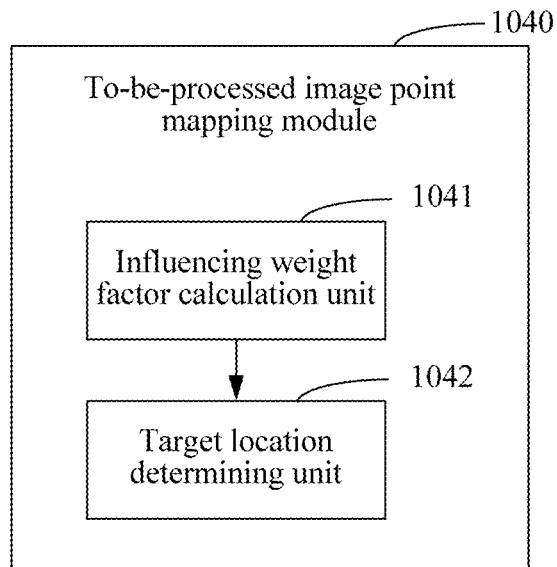 1040
To-be-processed image point
mapping module
1041
Influencing weight
factor calculation unit
1042
Target location
determining unit